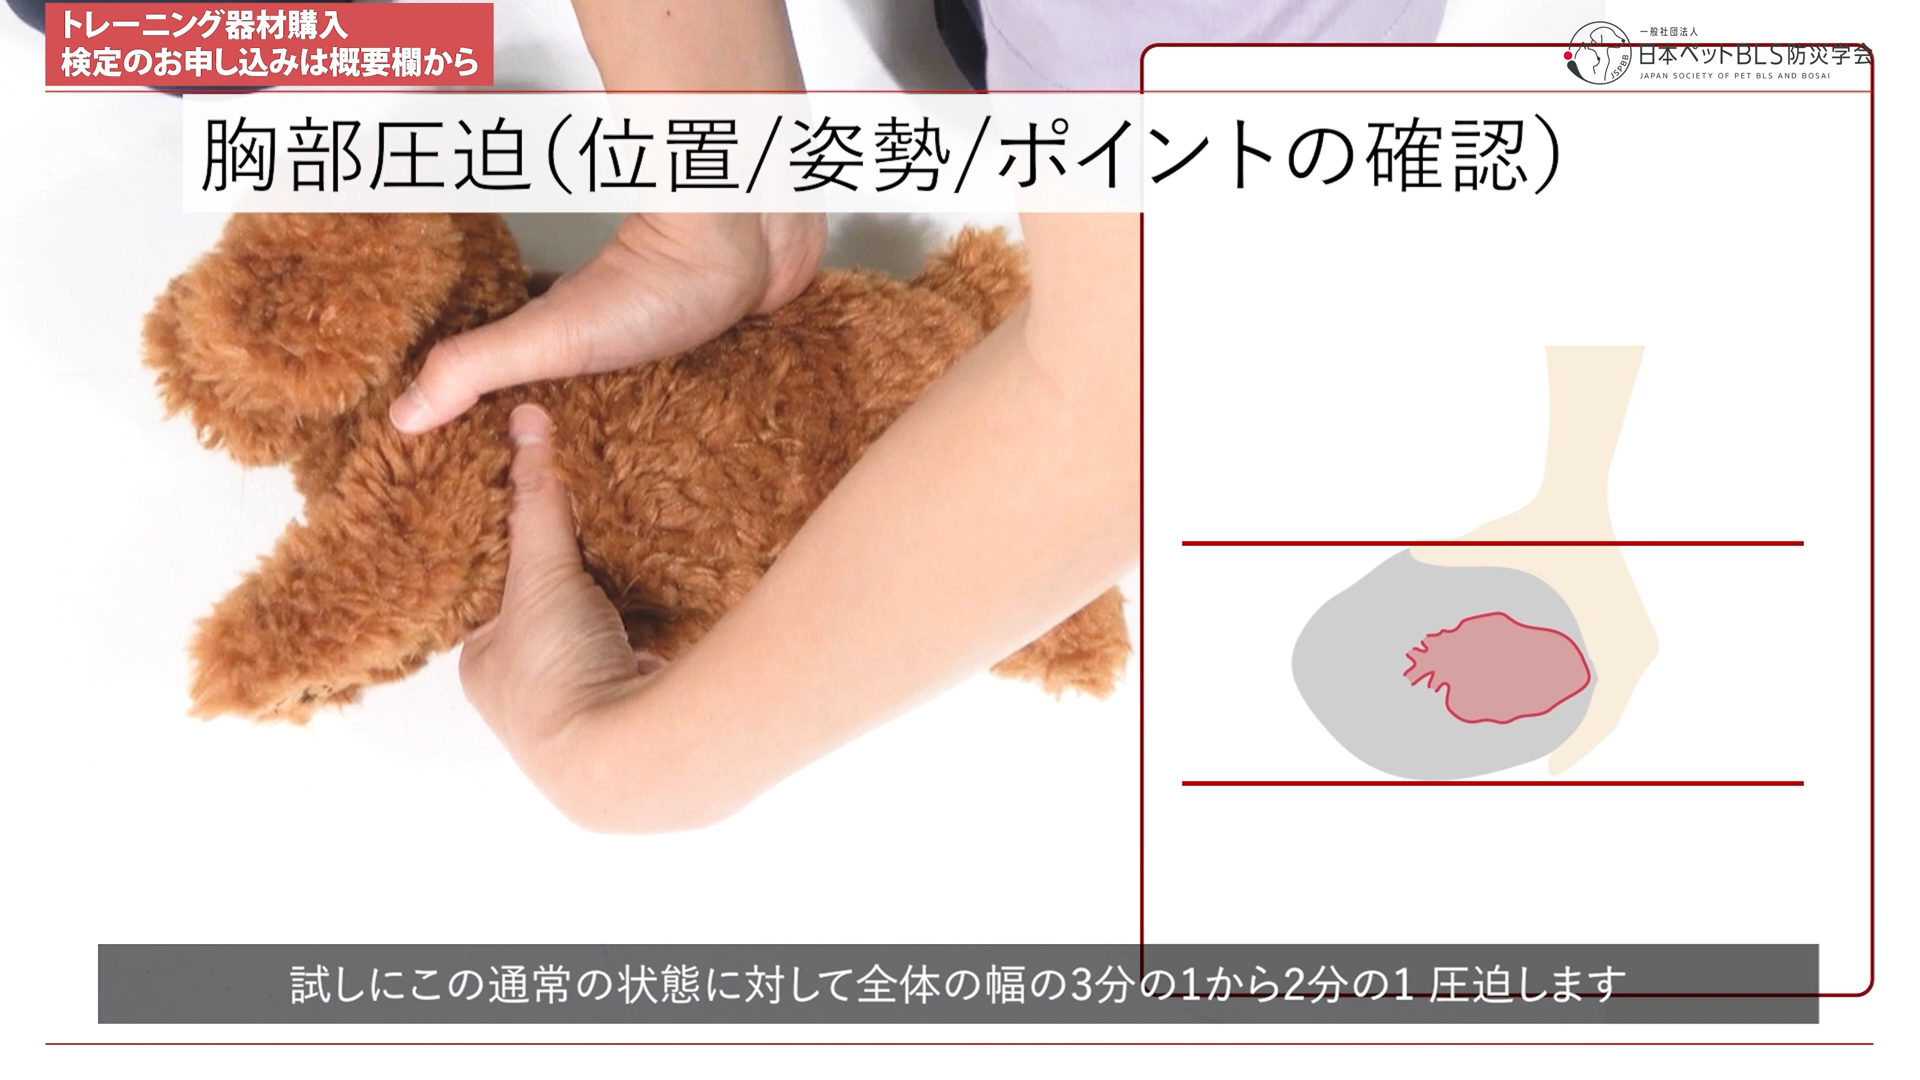 トレーニング器材購入
検定のお申し込みは概要欄から
一般社団法人
日本ペットBLS防災学会
JAPAN SOCIETY OF PET BLS AND BOSAI
JSPBB
胸部圧迫(位置/姿勢/ポイントの確認)
試しにこの通常の状態に対して全体の幅の3分の1から2分の1 圧迫します